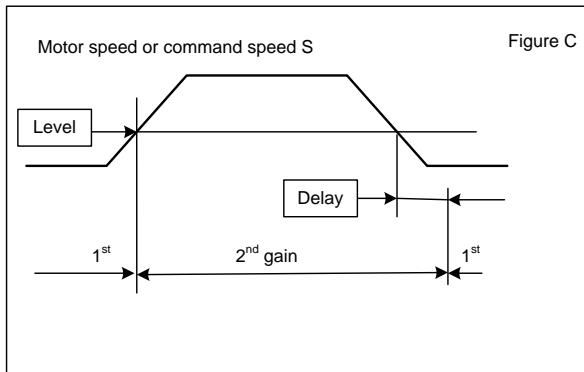 Motor speed or command speed S
Figure C
Level
Delay
1st
2nd gain
1st